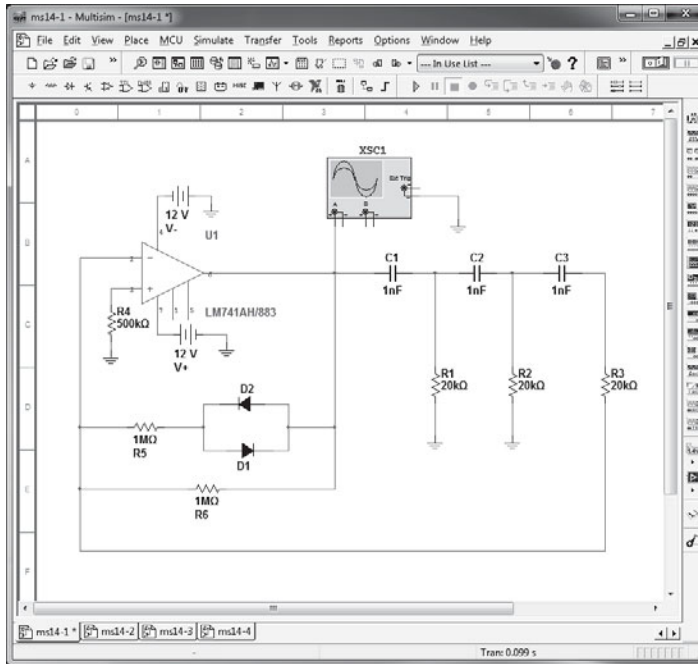 ms14-1 - Multisim - [ms14-1 *]
File Edit View Place MCU Simulate Transfer Tools Reports Options Window Help
--- In Use List ---
0 1 2 3 4 5 6 7
A
B
C
D
E
F
XSC1
Ext Trig
A B
12 V
V-
4
U1
2
3
6
7 1 5
LM741AH/883
R4
500kΩ
12 V
V+
C1
1nF
C2
1nF
C3
1nF
R1
20kΩ
R2
20kΩ
R3
20kΩ
D2
D1
1MΩ
R5
1MΩ
R6
ms14-1 * ms14-2 ms14-3 ms14-4
- Tran: 0.099 s